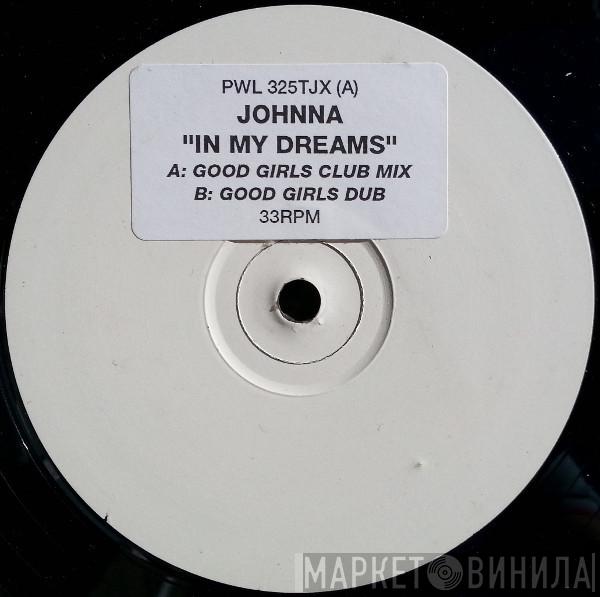 PWL 325TJX (A)
JOHNNA
"IN MY DREAMS"
A: GOOD GIRLS CLUB MIX
B: GOOD GIRLS DUB
33RPM
МАРКЕТ ВИНИЛА